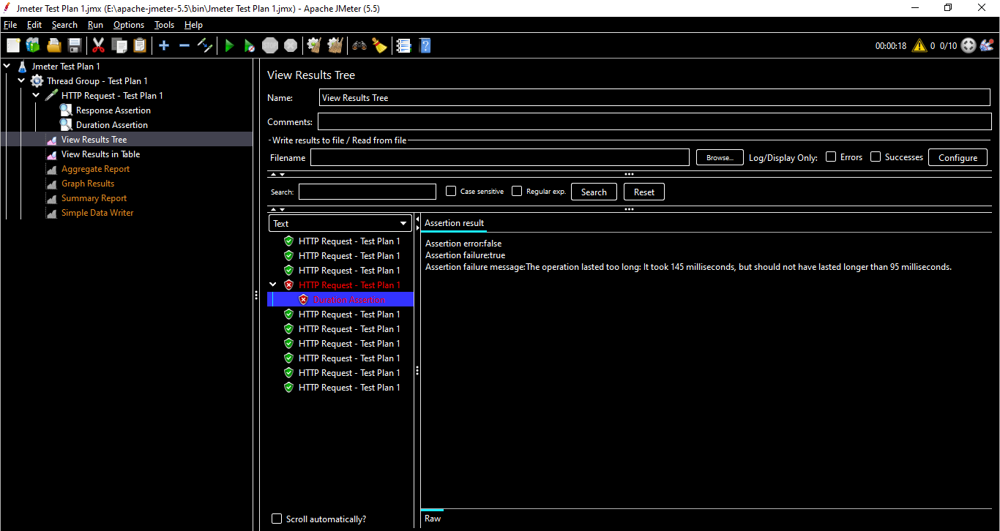 Jmeter Test Plan 1.jmx (E:\apache-jmeter-5.5\bin\Jmeter Test Plan 1.jmx) - Apache JMeter (5.5)
File Edit Search Run Options Tools Help
00:00:18 0 0/10
Jmeter Test Plan 1
Thread Group - Test Plan 1
HTTP Request - Test Plan 1
Response Assertion
Duration Assertion
View Results Tree
View Results in Table
Aggregate Report
Graph Results
Summary Report
Simple Data Writer
View Results Tree
Name: View Results Tree
Comments:
Write results to file / Read from file
Filename Browse... Log/Display Only: Errors Successes Configure
Search: Case sensitive Regular exp. Search Reset
Text
HTTP Request - Test Plan 1
HTTP Request - Test Plan 1
HTTP Request - Test Plan 1
HTTP Request - Test Plan 1
Duration Assertion
HTTP Request - Test Plan 1
HTTP Request - Test Plan 1
HTTP Request - Test Plan 1
HTTP Request - Test Plan 1
HTTP Request - Test Plan 1
HTTP Request - Test Plan 1
Scroll automatically?
Assertion result
Assertion error:false
Assertion failure:true
Assertion failure message:The operation lasted too long: It took 145 milliseconds, but should not have lasted longer than 95 milliseconds.
Raw